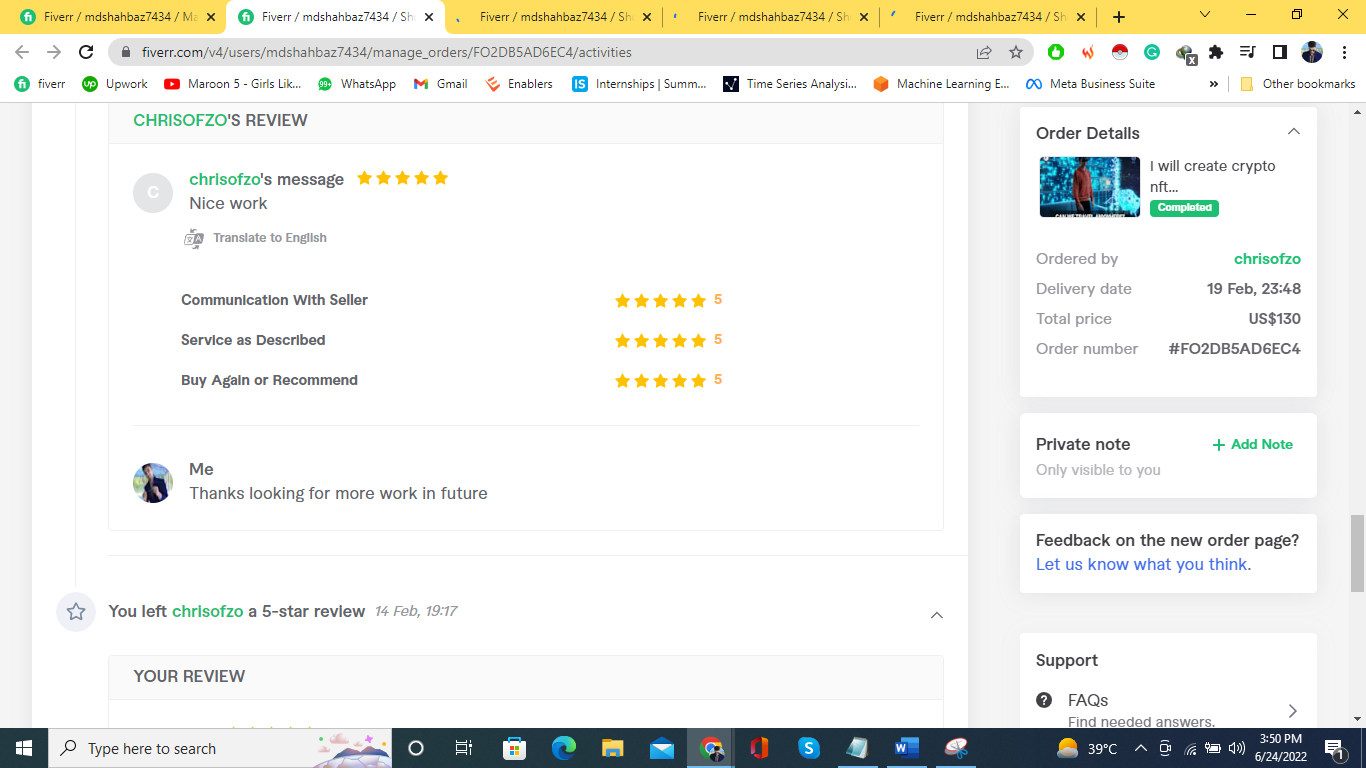 Fiverr / mdshahbaz7434 / Ma
Fiverr / mdshahbaz7434 / Sh
Fiverr / mdshahbaz7434 / Sh
Fiverr / mdshahbaz7434 / Sh
Fiverr / mdshahbaz7434 / Sh
fiverr.com/v4/users/mdshahbaz7434/manage_orders/FO2DB5AD6EC4/activities
fiverr
Upwork
Maroon 5 - Girls Lik...
99+
WhatsApp
Gmail
Enablers
IS
Internships | Summ...
Time Series Analysi...
Machine Learning E...
Meta Business Suite
Other bookmarks
CHRISOFZO'S REVIEW
C
chrisofzo's message
Nice work
Translate to English
Communication With Seller
5
Service as Described
5
Buy Again or Recommend
5
Me
Thanks looking for more work in future
You left chrisofzo a 5-star review 14 Feb, 19:17
YOUR REVIEW
Order Details
I will create crypto
nft...
Completed
Ordered by chrisofzo
Delivery date 19 Feb, 23:48
Total price US$130
Order number #FO2DB5AD6EC4
Private note
+ Add Note
Only visible to you
Feedback on the new order page?
Let us know what you think.
Support
FAQs
Find needed answers.
Type here to search
39°C
3:50 PM
6/24/2022
1